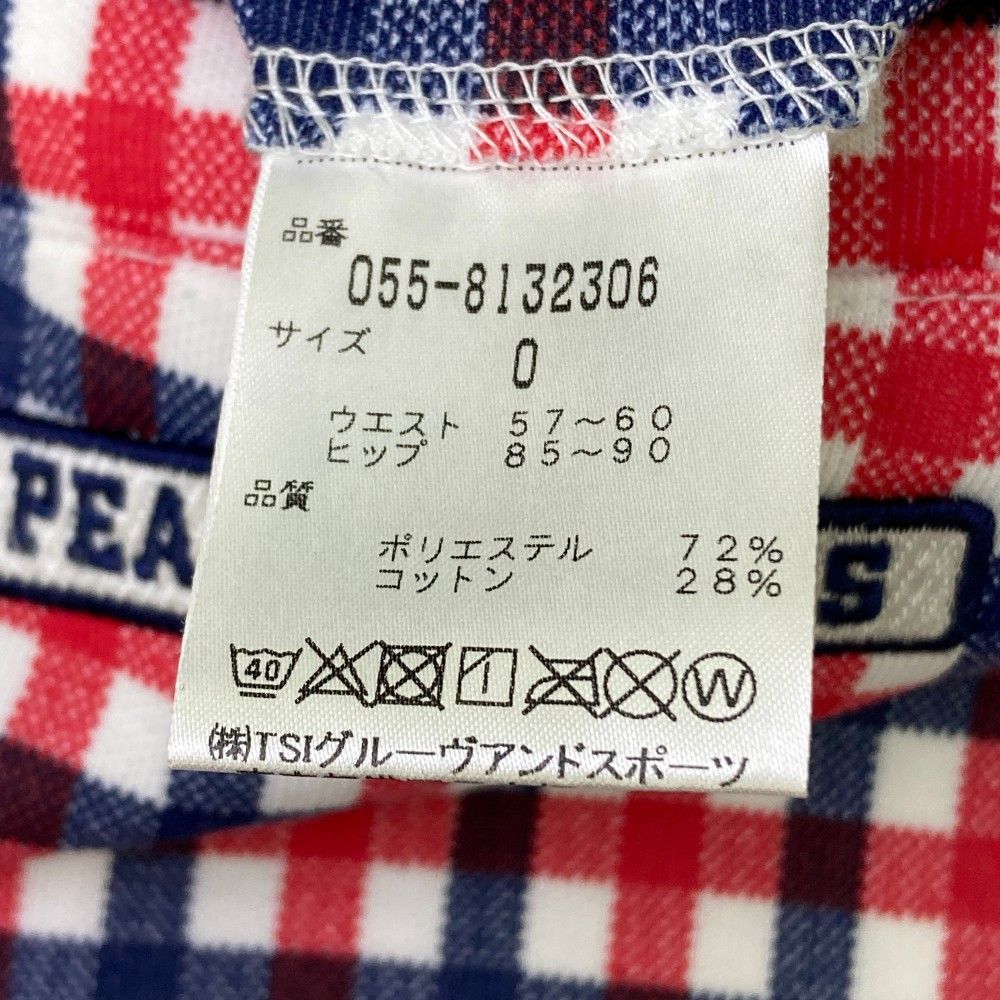 品番
055-8132306
サイズ
0
ウエスト 57～60
ヒップ 85～90
品質
ポリエステル 72%
コットン 28%
40
W
㈱TSIグルーヴアンドスポーツ
PEA
S